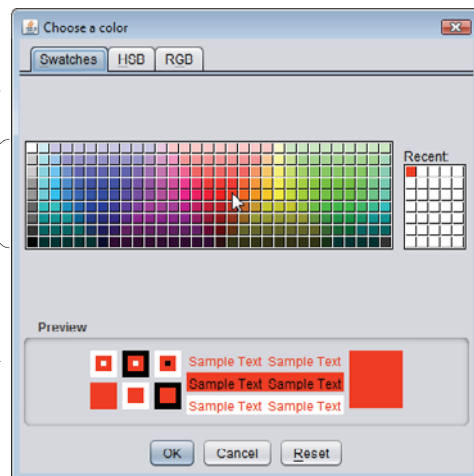 Choose a color
Swatches HSB RGB
Recent:
Preview
Sample Text Sample Text
Sample Text Sample Text
Sample Text Sample Text
OK Cancel Reset